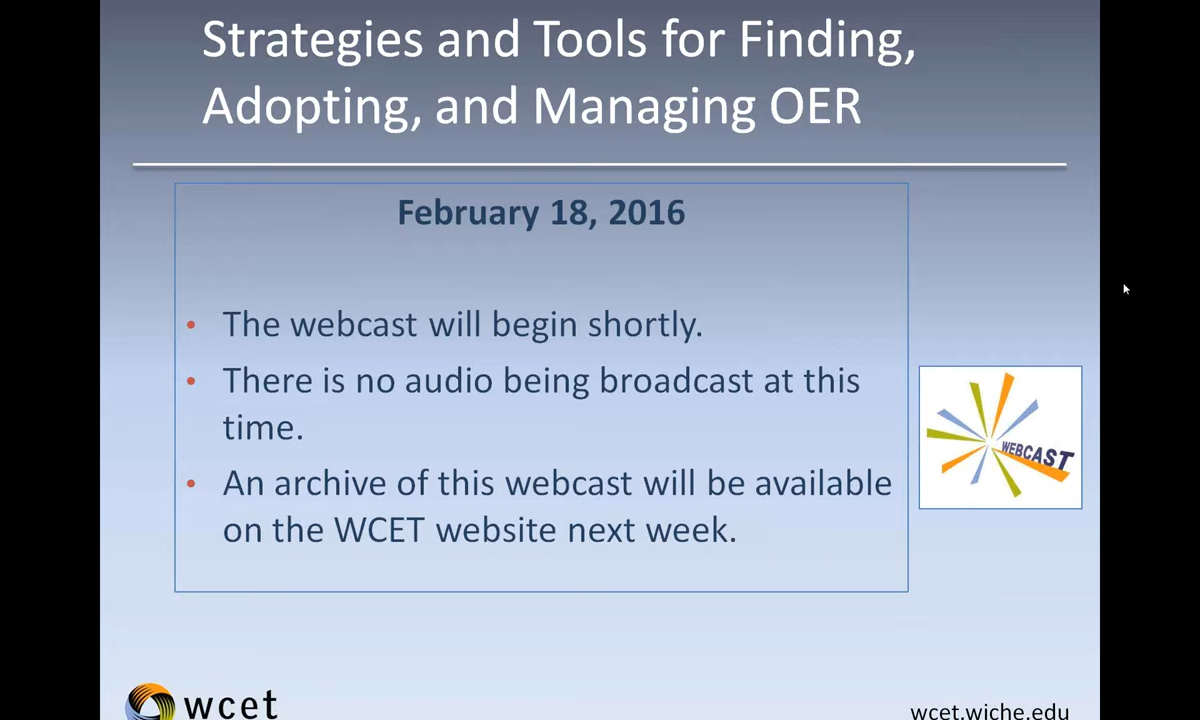 Strategies and Tools for Finding,
Adopting, and Managing OER
February 18, 2016
• The webcast will begin shortly.
• There is no audio being broadcast at this
time.
• An archive of this webcast will be available
on the WCET website next week.
WEBCAST
wcet
wcet.wiche.edu